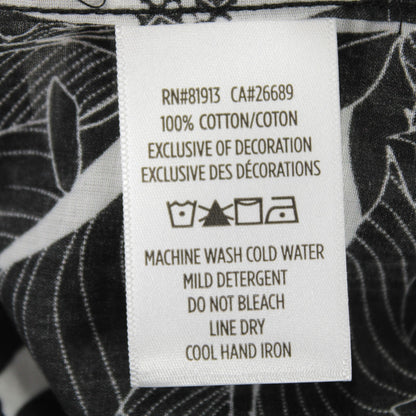 RN#81913 CA#26689
100% COTTON/COTON
EXCLUSIVE OF DECORATION
EXCLUSIVE DES DÉCORATIONS
MACHINE WASH COLD WATER
MILD DETERGENT
DO NOT BLEACH
LINE DRY
COOL HAND IRON